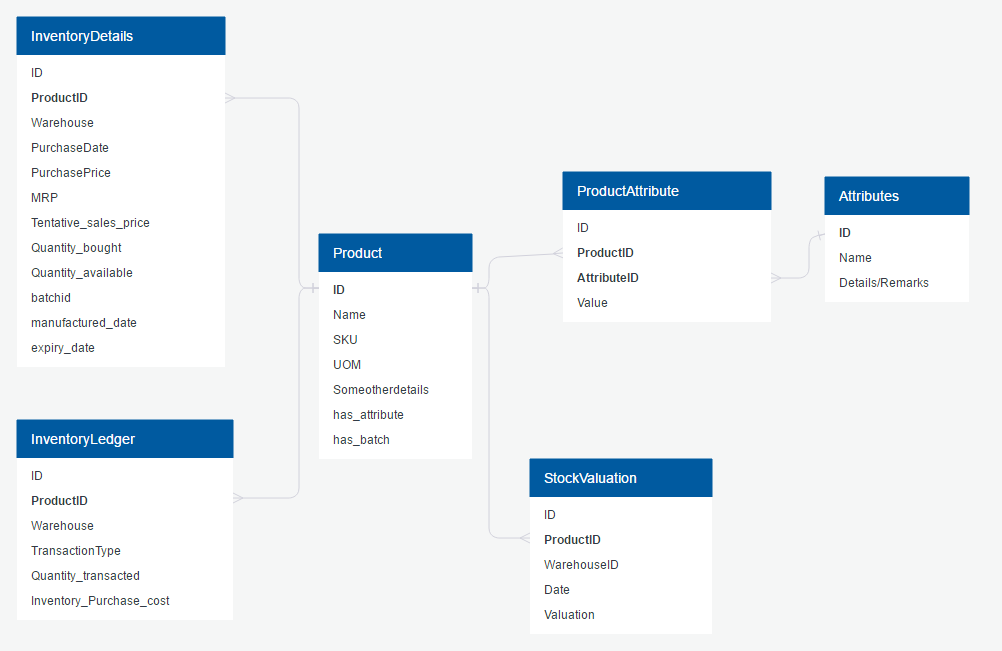 InventoryDetails
ID
ProductID
Warehouse
PurchaseDate
PurchasePrice
MRP
Tentative_sales_price
Quantity_bought
Quantity_available
batchid
manufactured_date
expiry_date
InventoryLedger
ID
ProductID
Warehouse
TransactionType
Quantity_transacted
Inventory_Purchase_cost
Product
ID
Name
SKU
UOM
Someotherdetails
has_attribute
has_batch
ProductAttribute
ID
ProductID
AttributeID
Value
StockValuation
ID
ProductID
WarehouseID
Date
Valuation
Attributes
ID
Name
Details/Remarks